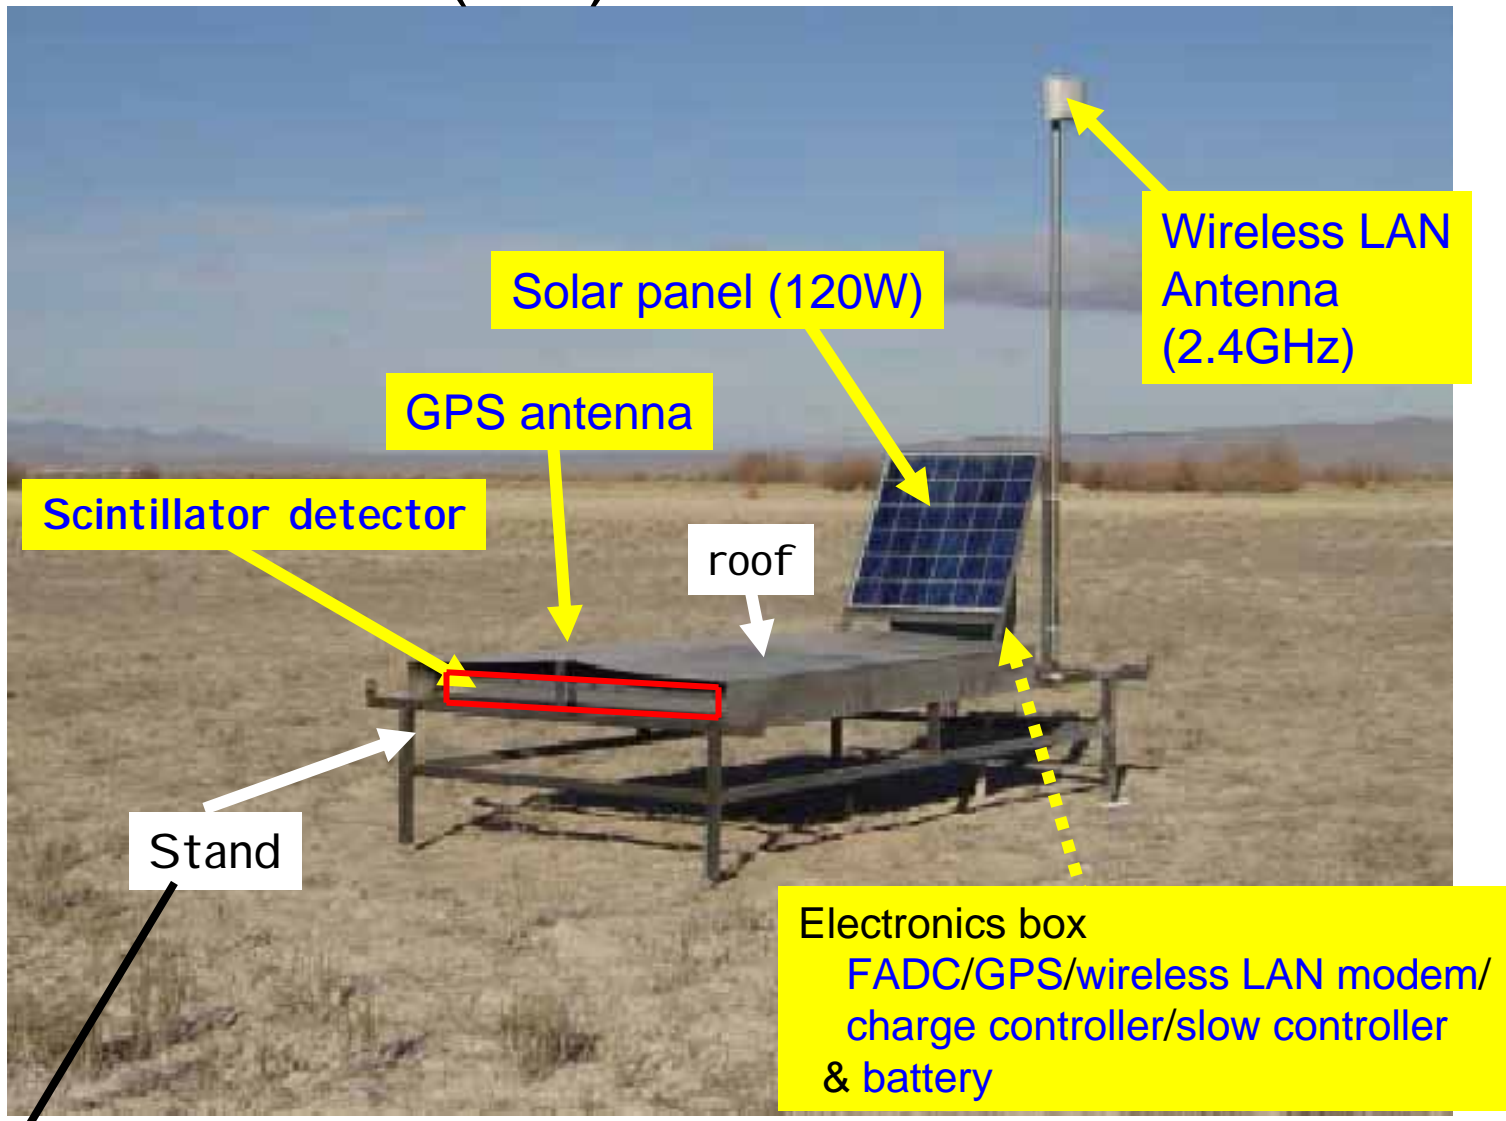 Wireless LAN
Antenna
(2.4GHz)
Solar panel (120W)
GPS antenna
Scintillator detector
roof
Stand
Electronics box
FADC/GPS/wireless LAN modem/
charge controller/slow controller
& battery